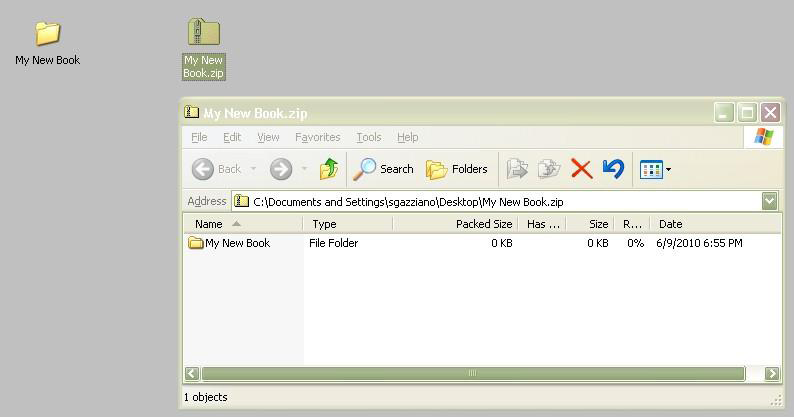 My New Book
My New
Book.zip
My New Book.zip
File Edit View Favorites Tools Help
Back Search Folders
Address C:\Documents and Settings\sgazziano\Desktop\My New Book.zip
Name Type Packed Size Has ... Size R... Date
My New Book File Folder 0 KB 0 KB 0% 6/9/2010 6:55 PM
1 objects